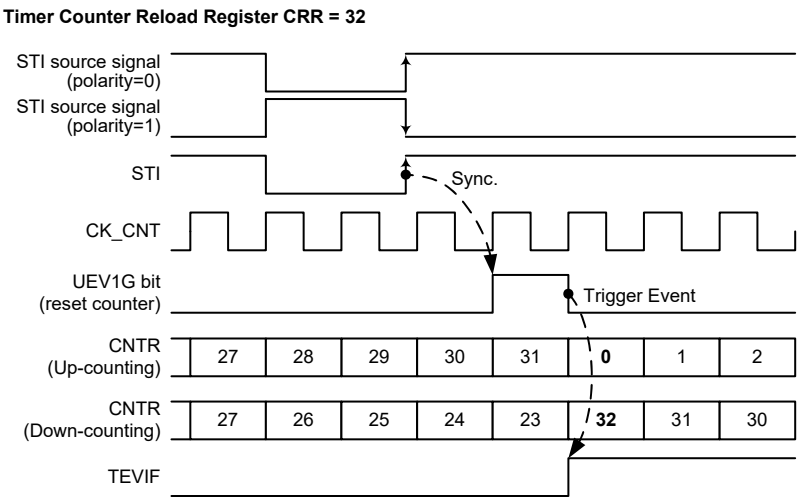 Timer Counter Reload Register CRR = 32
STI source signal
(polarity=0)
STI source signal
(polarity=1)
STI
Sync.
CK_CNT
UEV1G bit
(reset counter)
Trigger Event
CNTR
(Up-counting)
27 28 29 30 31 0 1 2
CNTR
(Down-counting)
27 26 25 24 23 32 31 30
TEVIF